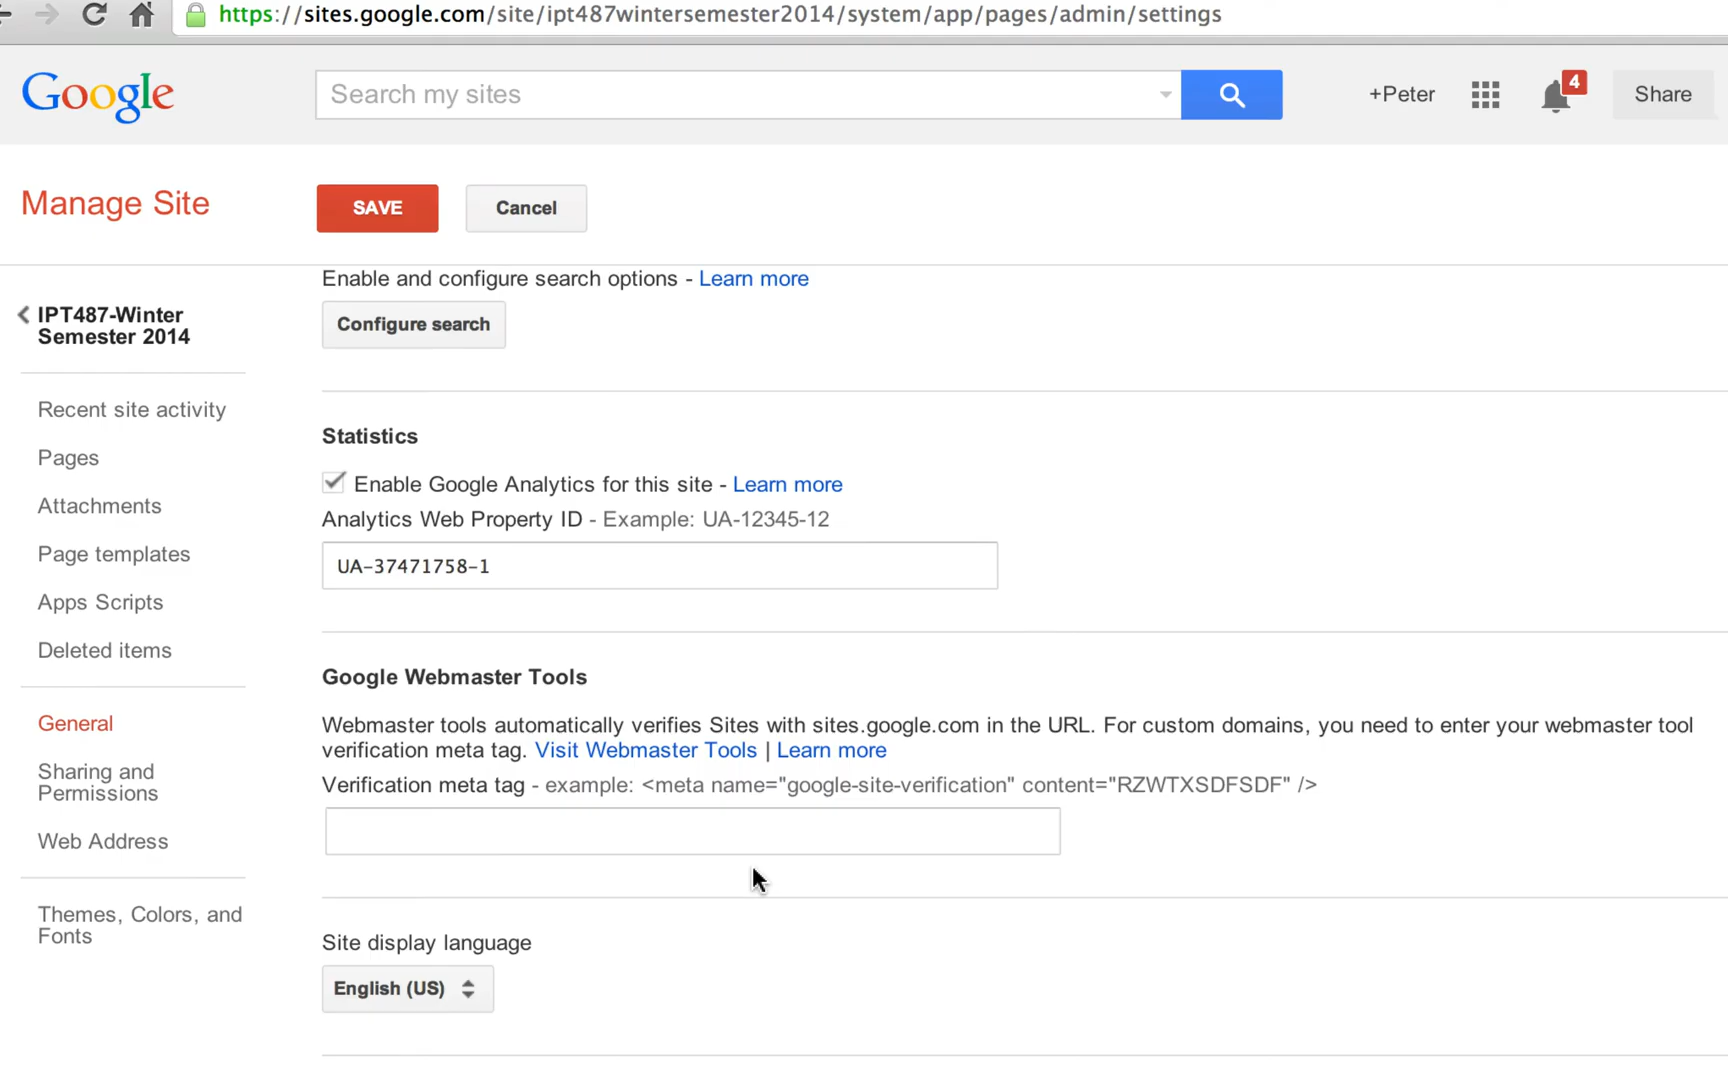 https://sites.google.com/site/ipt487wintersemester2014/system/app/pages/admin/settings
Google
Search my sites
+Peter
4
Share
Manage Site
SAVE
Cancel
Enable and configure search options - Learn more
Configure search
IPT487-Winter
Semester 2014
Recent site activity
Pages
Attachments
Page templates
Apps Scripts
Deleted items
General
Sharing and
Permissions
Web Address
Themes, Colors, and
Fonts
Statistics
Enable Google Analytics for this site - Learn more
Analytics Web Property ID - Example: UA-12345-12
UA-37471758-1
Google Webmaster Tools
Webmaster tools automatically verifies Sites with sites.google.com in the URL. For custom domains, you need to enter your webmaster tool
verification meta tag. Visit Webmaster Tools | Learn more
Verification meta tag - example: <meta name="google-site-verification" content="RZWTXSDFSDF" />
Site display language
English (US)